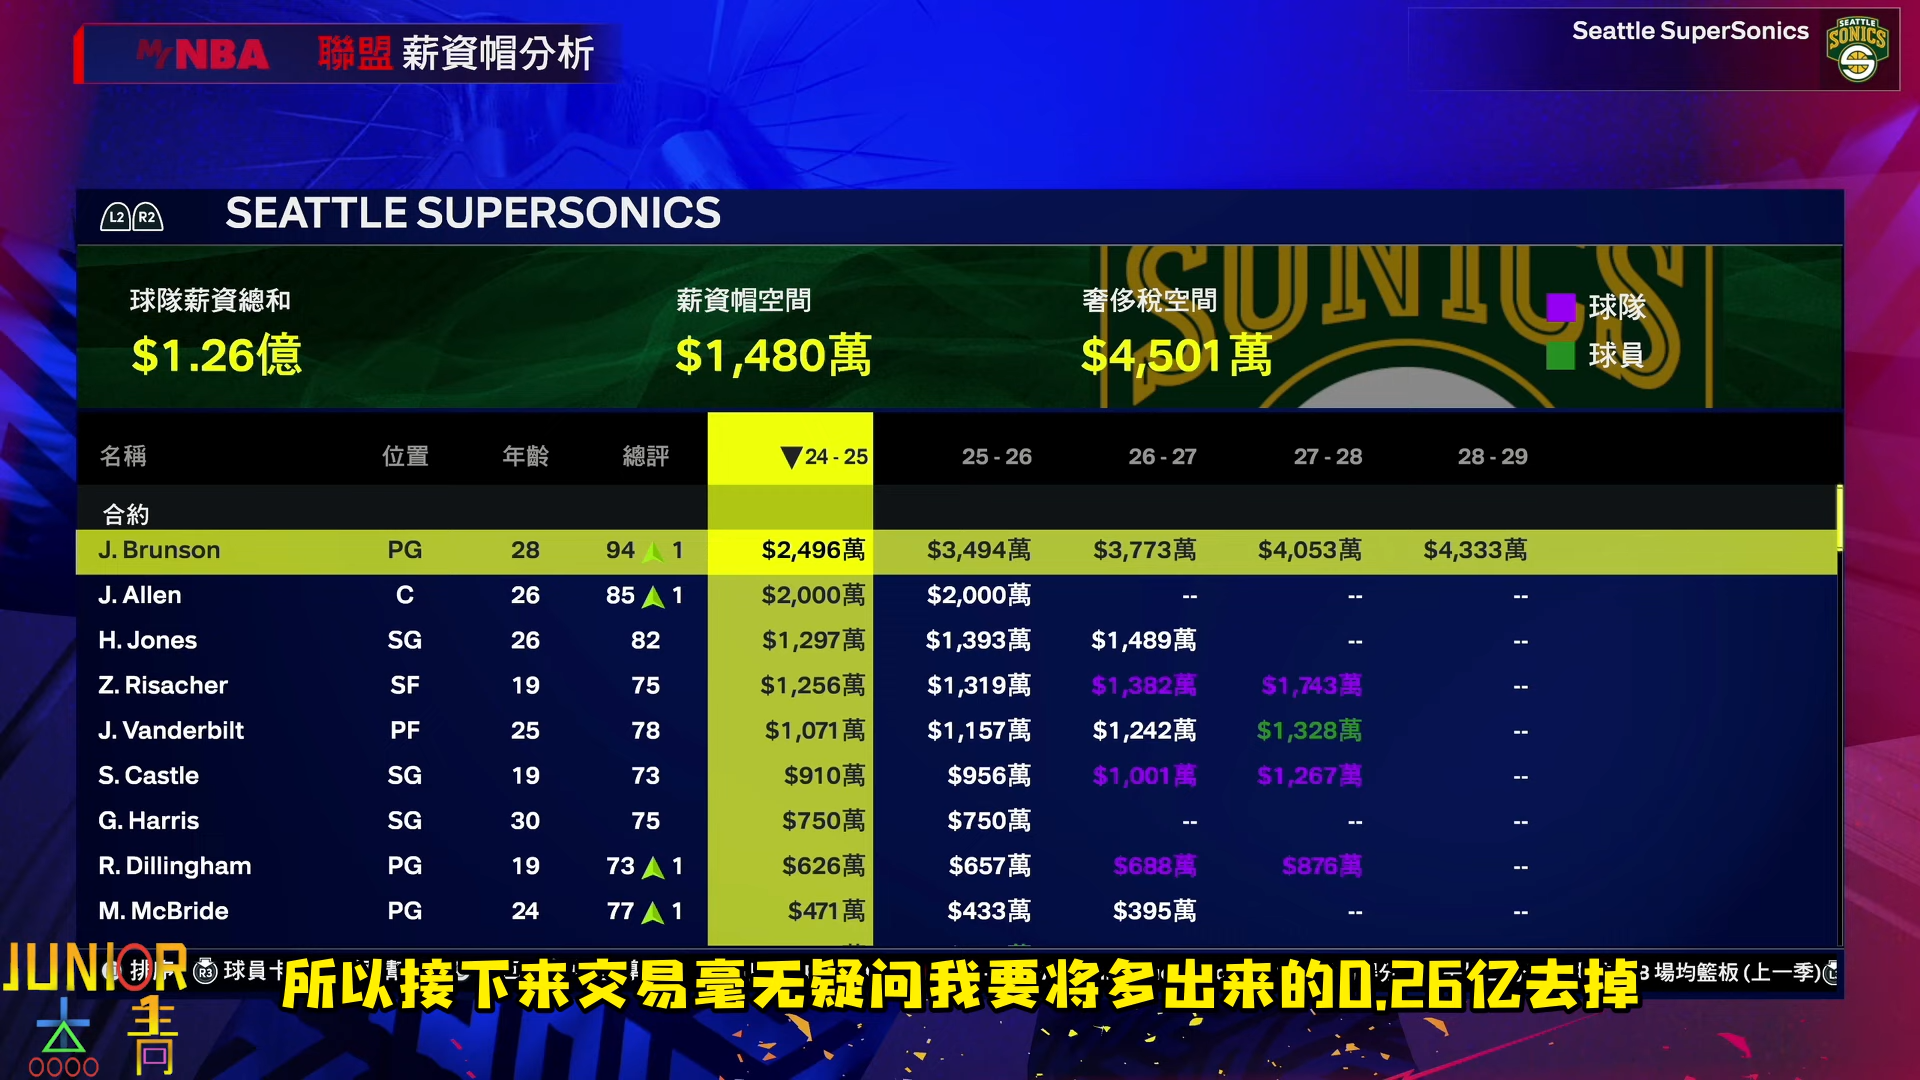 MyNBA 聯盟 薪資帽分析
Seattle SuperSonics
SEATTLE SONICS
L2 R2 SEATTLE SUPERSONICS
SONICS
球隊薪資總和 薪資帽空間 奢侈稅空間
$1.26億 $1,480萬 $4,501萬
球隊
球員
名稱 位置 年齡 總評 ▼24 - 25 25 - 26 26 - 27 27 - 28 28 - 29
合約
J. Brunson PG 28 94 ▲ 1 $2,496萬 $3,494萬 $3,773萬 $4,053萬 $4,333萬
J. Allen C 26 85 ▲ 1 $2,000萬 $2,000萬 -- -- --
H. Jones SG 26 82 $1,297萬 $1,393萬 $1,489萬 -- --
Z. Risacher SF 19 75 $1,256萬 $1,319萬 $1,382萬 $1,743萬 --
J. Vanderbilt PF 25 78 $1,071萬 $1,157萬 $1,242萬 $1,328萬 --
S. Castle SG 19 73 $910萬 $956萬 $1,001萬 $1,267萬 --
G. Harris SG 30 75 $750萬 $750萬 -- -- --
R. Dillingham PG 19 73 ▲ 1 $626萬 $657萬 $688萬 $876萬 --
M. McBride PG 24 77 ▲ 1 $471萬 $433萬 $395萬 -- --
JUNIOR
排序 R3 球員卡 場均籃板 (上一季)
所以接下来交易毫无疑问我要将多出来的0.26亿去掉